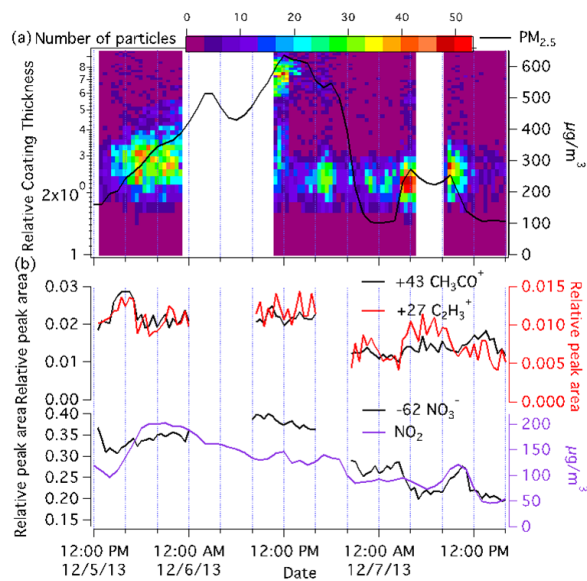 0 10 20 30 40 50
(a) Number of particles PM2.5
Relative Coating Thickness
9
8
7
6
5
4
3
2x10^0
1
600
500
400
300
200
100
0
µg/m3
(b)
Relative peak area
0.03
0.02
0.01
0.00
+43 CH3CO+
+27 C2H3+
0.015
0.010
0.005
0.000
Relative peak area
Relative peak area
0.40
0.35
0.30
0.25
0.20
0.15
-62 NO3-
NO2
200
150
100
50
0
µg/m3
12:00 PM 12:00 AM 12:00 PM 12:00 AM 12:00 PM
12/5/13 12/6/13 Date 12/7/13